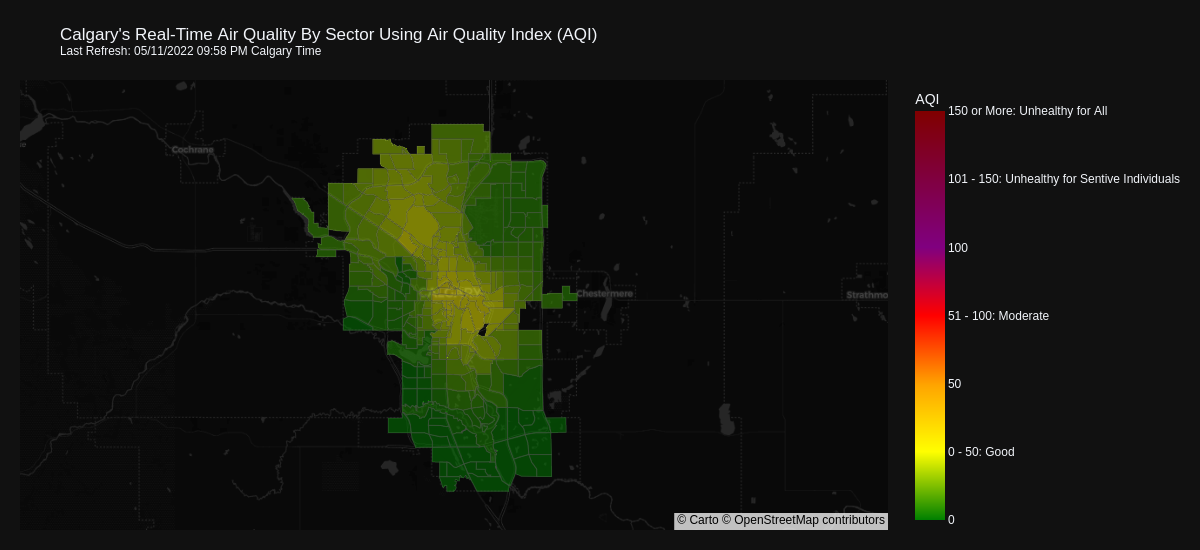 Calgary's Real-Time Air Quality By Sector Using Air Quality Index (AQI)
Last Refresh: 05/11/2022 09:58 PM Calgary Time
AQI
150 or More: Unhealthy for All
Cochrane
101 - 150: Unhealthy for Sentive Individuals
100
Chestermere
Strathmo
51 - 100: Moderate
50
0 - 50: Good
© Carto © OpenStreetMap contributors
0